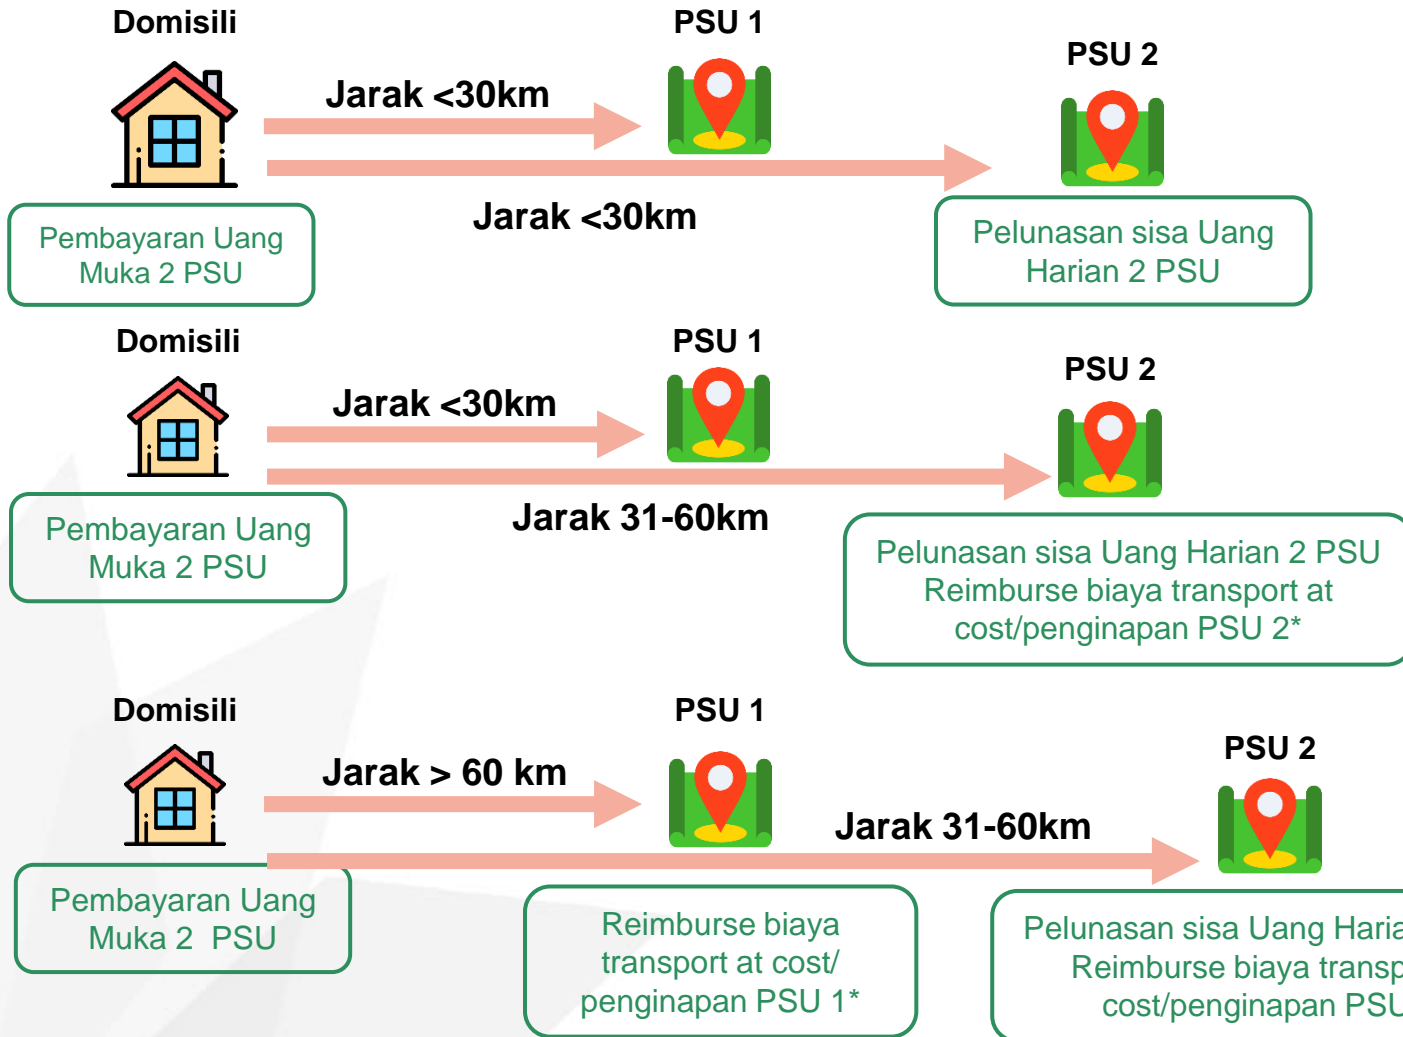 Domisili
PSU 1
PSU 2
Jarak <30km
Jarak <30km
Pembayaran Uang
Muka 2 PSU
Pelunasan sisa Uang
Harian 2 PSU
Domisili
PSU 1
PSU 2
Jarak <30km
Jarak 31-60km
Pembayaran Uang
Muka 2 PSU
Pelunasan sisa Uang Harian 2 PSU
Reimburse biaya transport at
cost/penginapan PSU 2*
Domisili
PSU 1
PSU 2
Jarak > 60 km
Jarak 31-60km
Pembayaran Uang
Muka 2 PSU
Reimburse biaya
transport at cost/
penginapan PSU 1*
Pelunasan sisa Uang
Reimburse biaya
cost/penginapan PSU